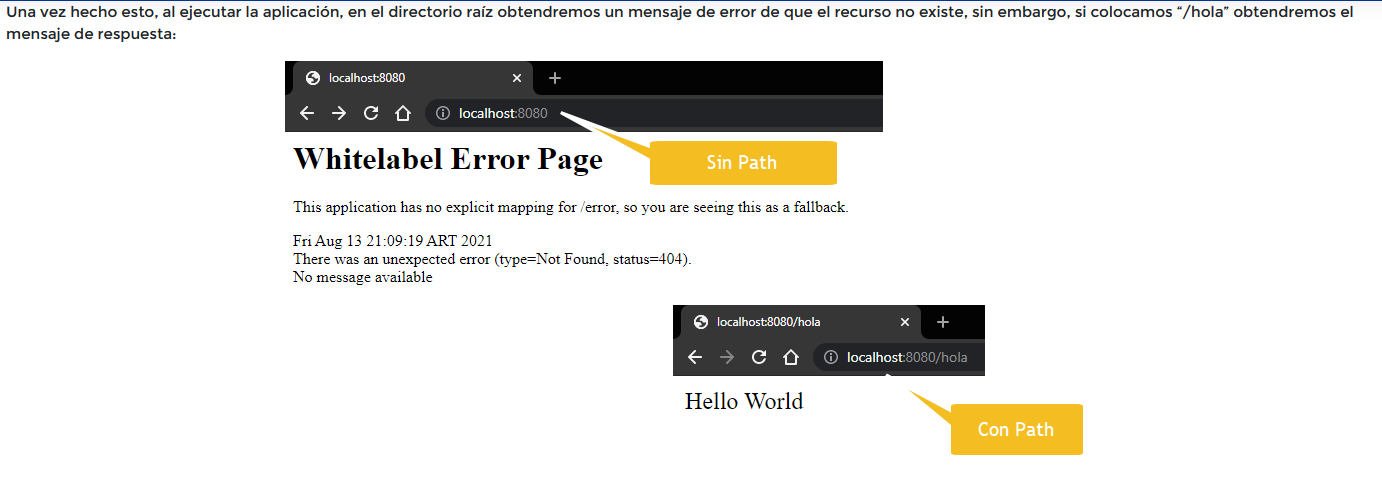 Una vez hecho esto, al ejecutar la aplicación, en el directorio raíz obtendremos un mensaje de error de que el recurso no existe, sin embargo, si colocamos “/hola” obtendremos el
mensaje de respuesta:
localhost:8080
localhost:8080
Sin Path
Whitelabel Error Page
This application has no explicit mapping for /error, so you are seeing this as a fallback.
Fri Aug 13 21:09:19 ART 2021
There was an unexpected error (type=Not Found, status=404).
No message available
localhost:8080/hola
localhost:8080/hola
Hello World
Con Path